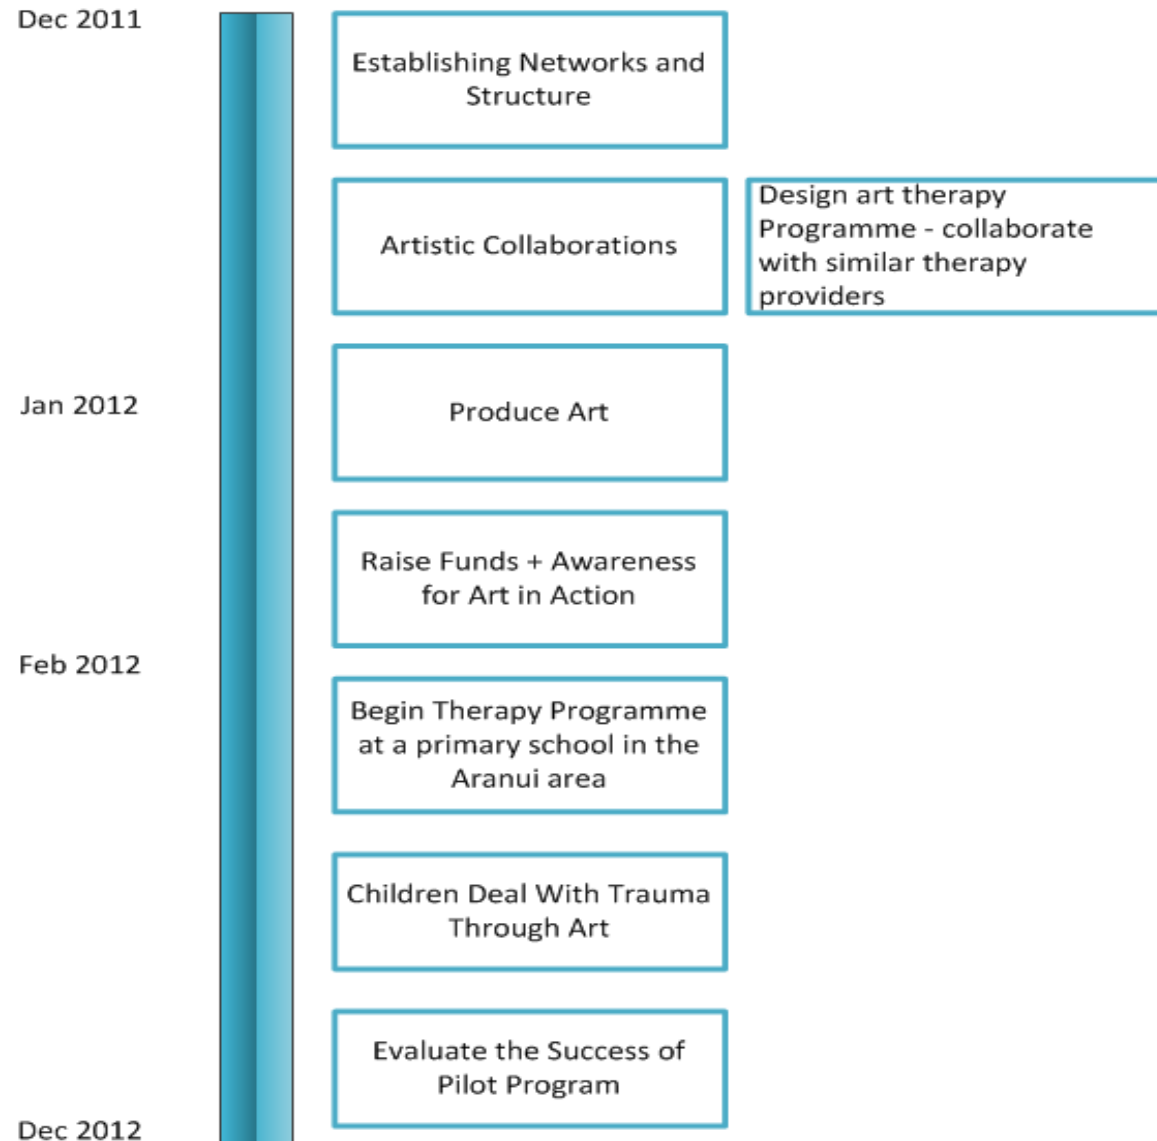 Dec 2011
Establishing Networks and
Structure
Artistic Collaborations
Design art therapy
Programme - collaborate
with similar therapy
providers
Jan 2012
Produce Art
Raise Funds + Awareness
for Art in Action
Feb 2012
Begin Therapy Programme
at a primary school in the
Aranui area
Children Deal With Trauma
Through Art
Evaluate the Success of
Pilot Program
Dec 2012